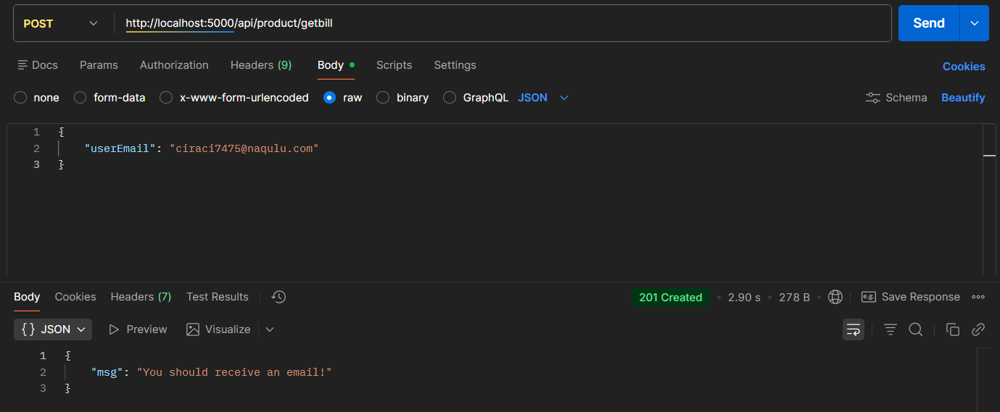 POST http://localhost:5000/api/product/getbill Send
Docs Params Authorization Headers (9) Body Scripts Settings Cookies
none form-data x-www-form-urlencoded raw binary GraphQL JSON Schema Beautify
1 {
2 "userEmail": "ciraci7475@naqulu.com"
3 }
Body Cookies Headers (7) Test Results 201 Created • 2.90 s • 278 B • e.g. Save Response
{} JSON Preview Visualize
1 {
2 "msg": "You should receive an email!"
3 }